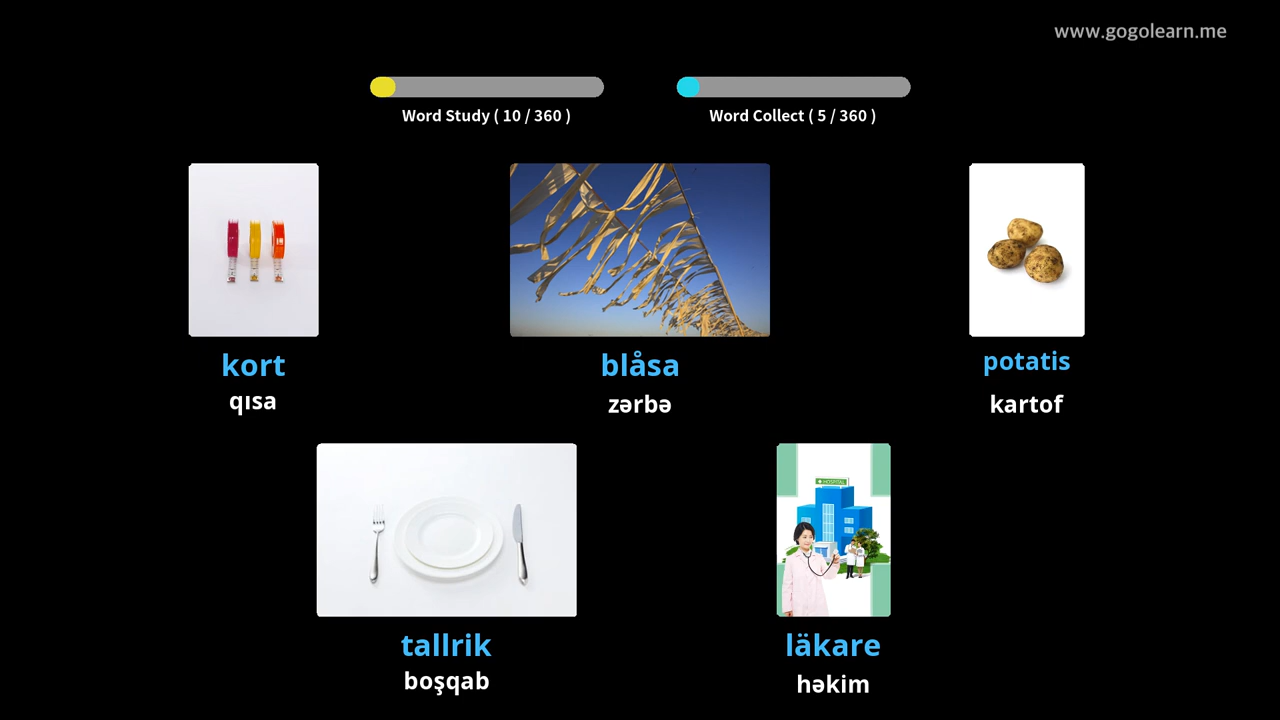 www.gogolearn.me
Word Study ( 10 / 360 )
Word Collect ( 5 / 360 )
kort
qısa
blåsa
zərbə
potatis
kartof
HOSPITAL
tallrik
boşqab
läkare
həkim